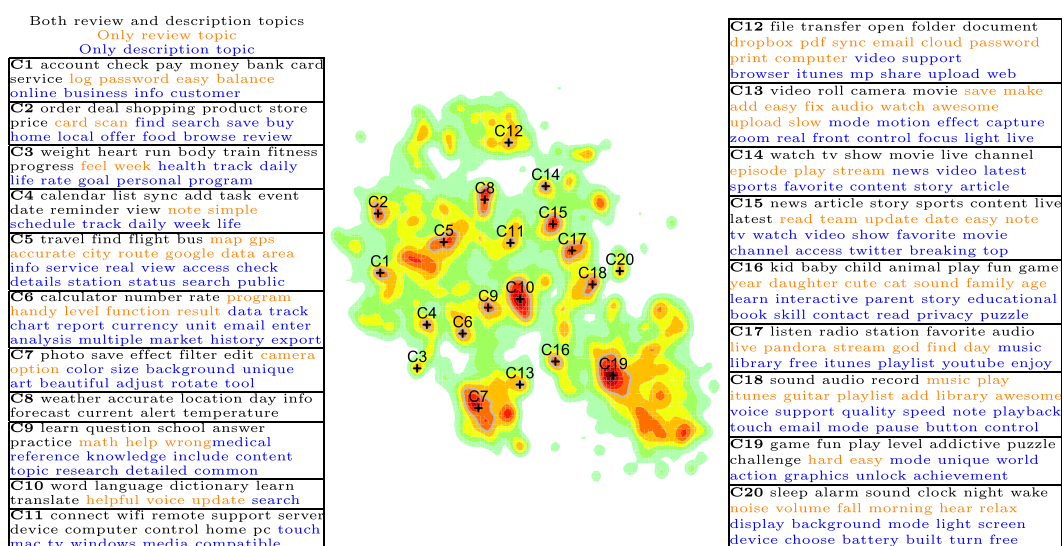 Both review and description topics
Only review topic
Only description topic
C1 account check pay money bank card
service log password easy balance
online business info customer
C2 order deal shopping product store
price card scan find search save buy
home local offer food browse review
C3 weight heart run body train fitness
progress feel week health track daily
life rate goal personal program
C4 calendar list sync add task event
date reminder view note simple
schedule track daily week life
C5 travel find flight bus map gps
accurate city route google data area
info service real view access check
details station status search public
C6 calculator number rate program
handy level function result data track
chart report currency unit email enter
analysis multiple market history export
C7 photo save effect filter edit camera
option color size background unique
art beautiful adjust rotate tool
C8 weather accurate location day info
forecast current alert temperature
C9 learn question school answer
practice math help wrongmedical
reference knowledge include content
topic research detailed common
C10 word language dictionary learn
translate helpful voice update search
C11 connect wifi remote support server
device computer control home pc touch
mac tv windows media compatible
C12
C14
C8
C2
C15
C5
C11
C17
C1
C20
C18
C10
C9
C4
C6
C3
C16
C19
C13
C7
C12 file transfer open folder document
dropbox pdf sync email cloud password
print computer video support
browser itunes mp share upload web
C13 video roll camera movie save make
add easy fix audio watch awesome
upload slow mode motion effect capture
zoom real front control focus light live
C14 watch tv show movie live channel
episode play stream news video latest
sports favorite content story article
C15 news article story sports content live
latest read team update date easy note
tv watch video show favorite movie
channel access twitter breaking top
C16 kid baby child animal play fun game
year daughter cute cat sound family age
learn interactive parent story educational
book skill contact read privacy puzzle
C17 listen radio station favorite audio
live pandora stream god find day music
library free itunes playlist youtube enjoy
C18 sound audio record music play
itunes guitar playlist add library awesome
voice support quality speed note playback
touch email mode pause button control
C19 game fun play level addictive puzzle
challenge hard easy mode unique world
action graphics unlock achievement
C20 sleep alarm sound clock night wake
noise volume fall morning hear relax
display background mode light screen
device choose battery built turn free